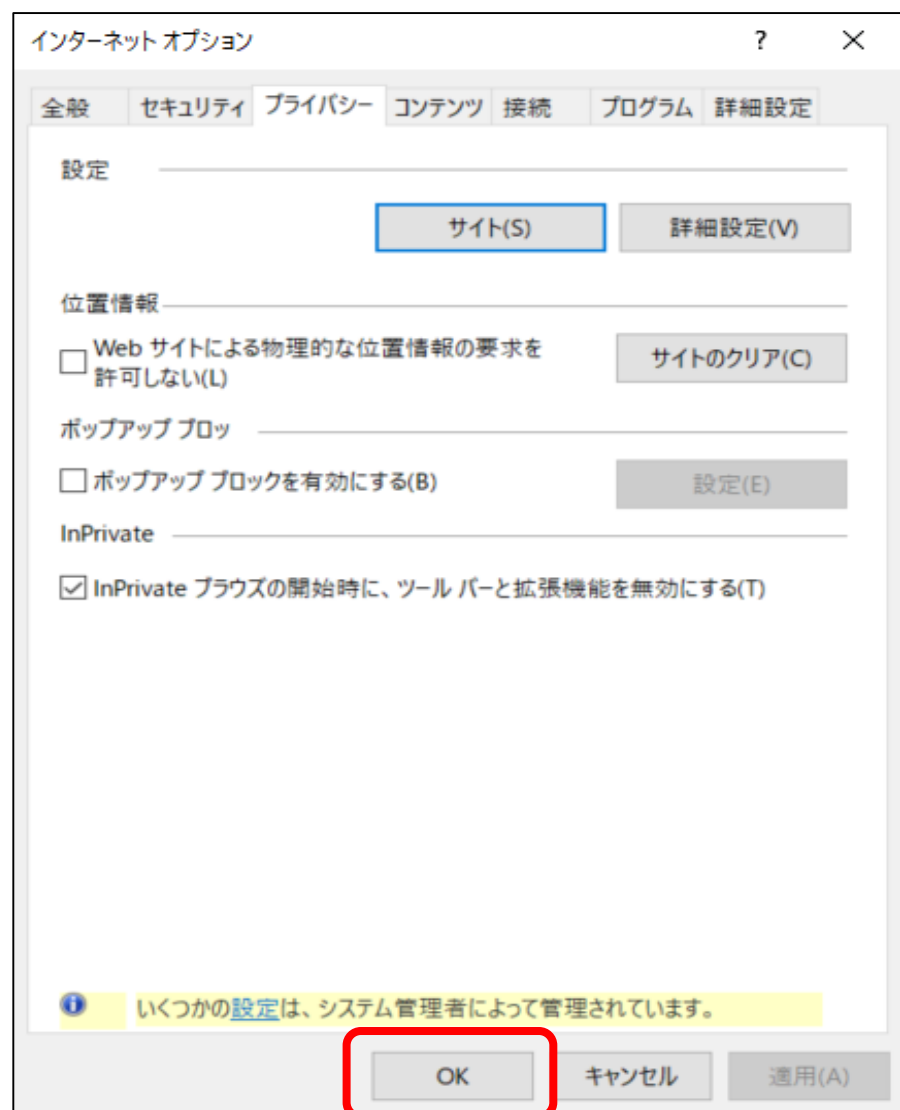 インターネット オプション ?
全般 セキュリティ プライバシー コンテンツ 接続 プログラム 詳細設定
設定
サイト(S) 詳細設定(V)
位置情報
Web サイトによる物理的な位置情報の要求を
許可しない(L)
サイトのクリア(C)
ポップアップ ブロッ
ポップアップ ブロックを有効にする(B) 設定(E)
InPrivate
InPrivate ブラウズの開始時に、ツール バーと拡張機能を無効にする(T)
いくつかの設定は、システム管理者によって管理されています。
OK キャンセル 適用(A)